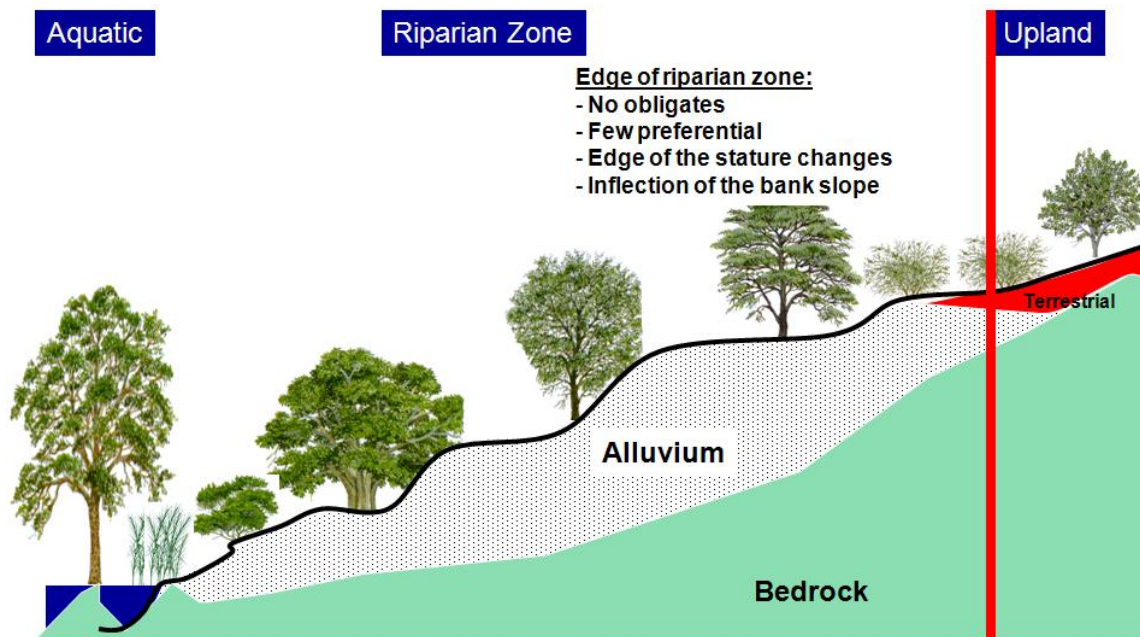 Aquatic
Riparian Zone
Upland
Edge of riparian zone:
- No obligates
- Few preferential
- Edge of the stature changes
- Inflection of the bank slope
Terrestrial
Alluvium
Bedrock